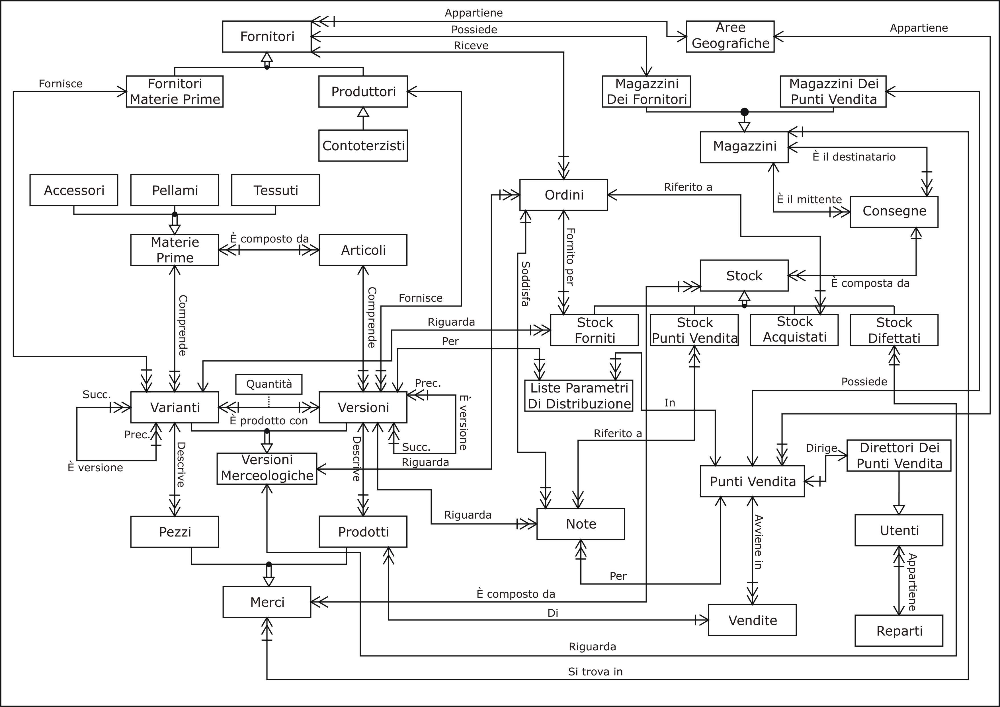 Appartiene
Fornitori
Possiede
Aree
Geografiche
Appartiene
Riceve
Fornisce
Fornitori
Materie Prime
Produttori
Magazzini
Dei Fornitori
Magazzini Dei
Punti Vendita
Contoterzisti
Magazzini
È il destinatario
Accessori
Pellami
Tessuti
Ordini
Riferito a
È il mittente
Consegne
Materie
Prime
È composto da
Articoli
Fornito per
Soddisfa
Stock
È composta da
Comprende
Comprende
Fornisce
Riguarda
Stock
Forniti
Stock
Punti Vendita
Stock
Acquistati
Stock
Difettati
Per
Quantità
Prec.
Liste Parametri
Di Distribuzione
Possiede
Succ.
Varianti
Versioni
È versione
In
È prodotto con
Prec.
Riferito a
Descrive
Descrive
Succ.
Versioni
Merceologiche
Riguarda
È versione
Dirige
Direttori Dei
Punti Vendita
Punti Vendita
Riguarda
Pezzi
Prodotti
Note
Avviene in
Utenti
Per
Appartiene
È composto da
Merci
Di
Vendite
Reparti
Riguarda
Si trova in